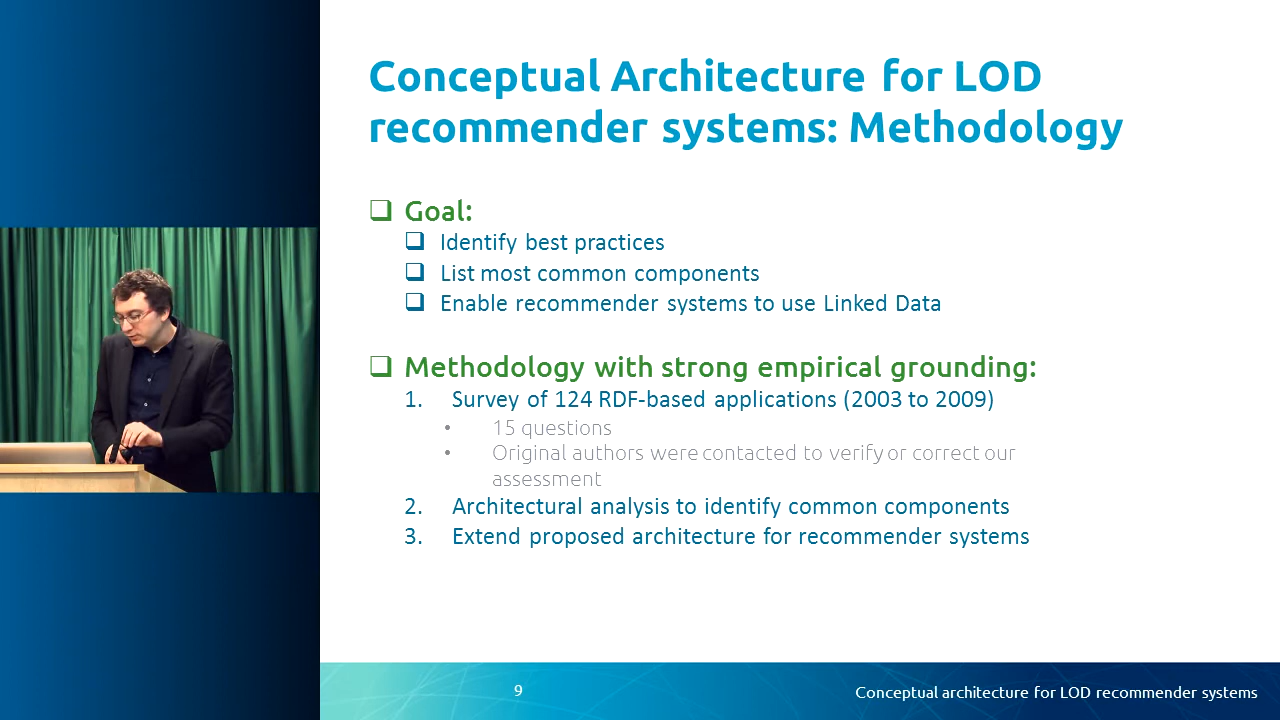 Conceptual Architecture for LOD
recommender systems: Methodology
❑ Goal:
❑ Identify best practices
❑ List most common components
❑ Enable recommender systems to use Linked Data
❑ Methodology with strong empirical grounding:
1. Survey of 124 RDF-based applications (2003 to 2009)
• 15 questions
• Original authors were contacted to verify or correct our
assessment
2. Architectural analysis to identify common components
3. Extend proposed architecture for recommender systems
9
Conceptual architecture for LOD recommender systems